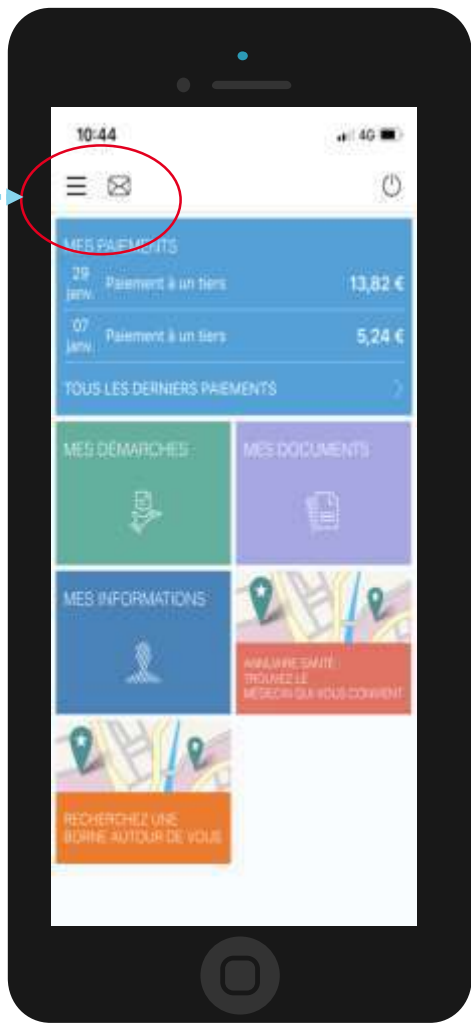 10:44
4G
MES PAIEMENTS
29 janv. Paiement à un tiers 13,82 €
07 janv. Paiement à un tiers 5,24 €
TOUS LES DERNIERS PAIEMENTS
MES DÉMARCHES
MES DOCUMENTS
MES INFORMATIONS
ANNUAIRE SANTÉ :
TROUVEZ LE
MÉDECIN QUI VOUS CONVIENT
RECHERCHEZ UNE
BORNE AUTOUR DE VOUS